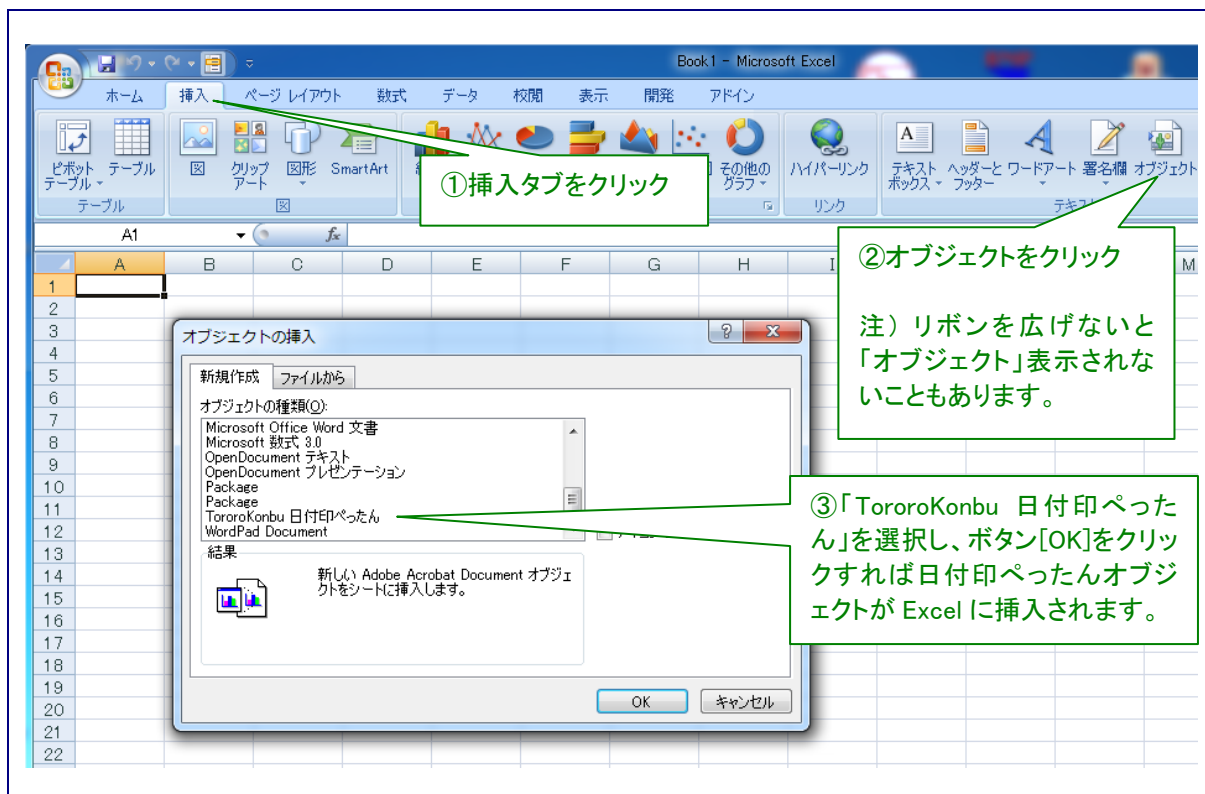 Book1 - Microsoft Excel
ホーム 挿入 ページ レイアウト 数式 データ 校閲 表示 開発 アドイン
ピボット テーブル 図 クリップ 図形 SmartArt その他の ハイパーリンク テキスト ヘッダーと ワードアート 署名欄 オブジェクト
テーブル アート グラフ ボックス フッター
テーブル 図 リンク
①挿入タブをクリック
A1 fx
A B C D E F G H I M
②オブジェクトをクリック
注）リボンを広げないと
「オブジェクト」表示されな
いこともあります。
1
2
3
4
5
6
7
8
9
10
11
12
13
14
15
16
17
18
19
20
21
22
オブジェクトの挿入
新規作成 ファイルから
オブジェクトの種類(O):
Microsoft Office Word 文書
Microsoft 数式 3.0
OpenDocument テキスト
OpenDocument プレゼンテーション
Package
Package
TororoKonbu 日付印ぺったん
WordPad Document
結果
新しい Adobe Acrobat Document オブジェ
クトをシートに挿入します。
OK キャンセル
③「TororoKonbu 日付印ぺった
ん」を選択し、ボタン[OK]をクリッ
クすれば日付印ぺったんオブジ
ェクトが Excel に挿入されます。